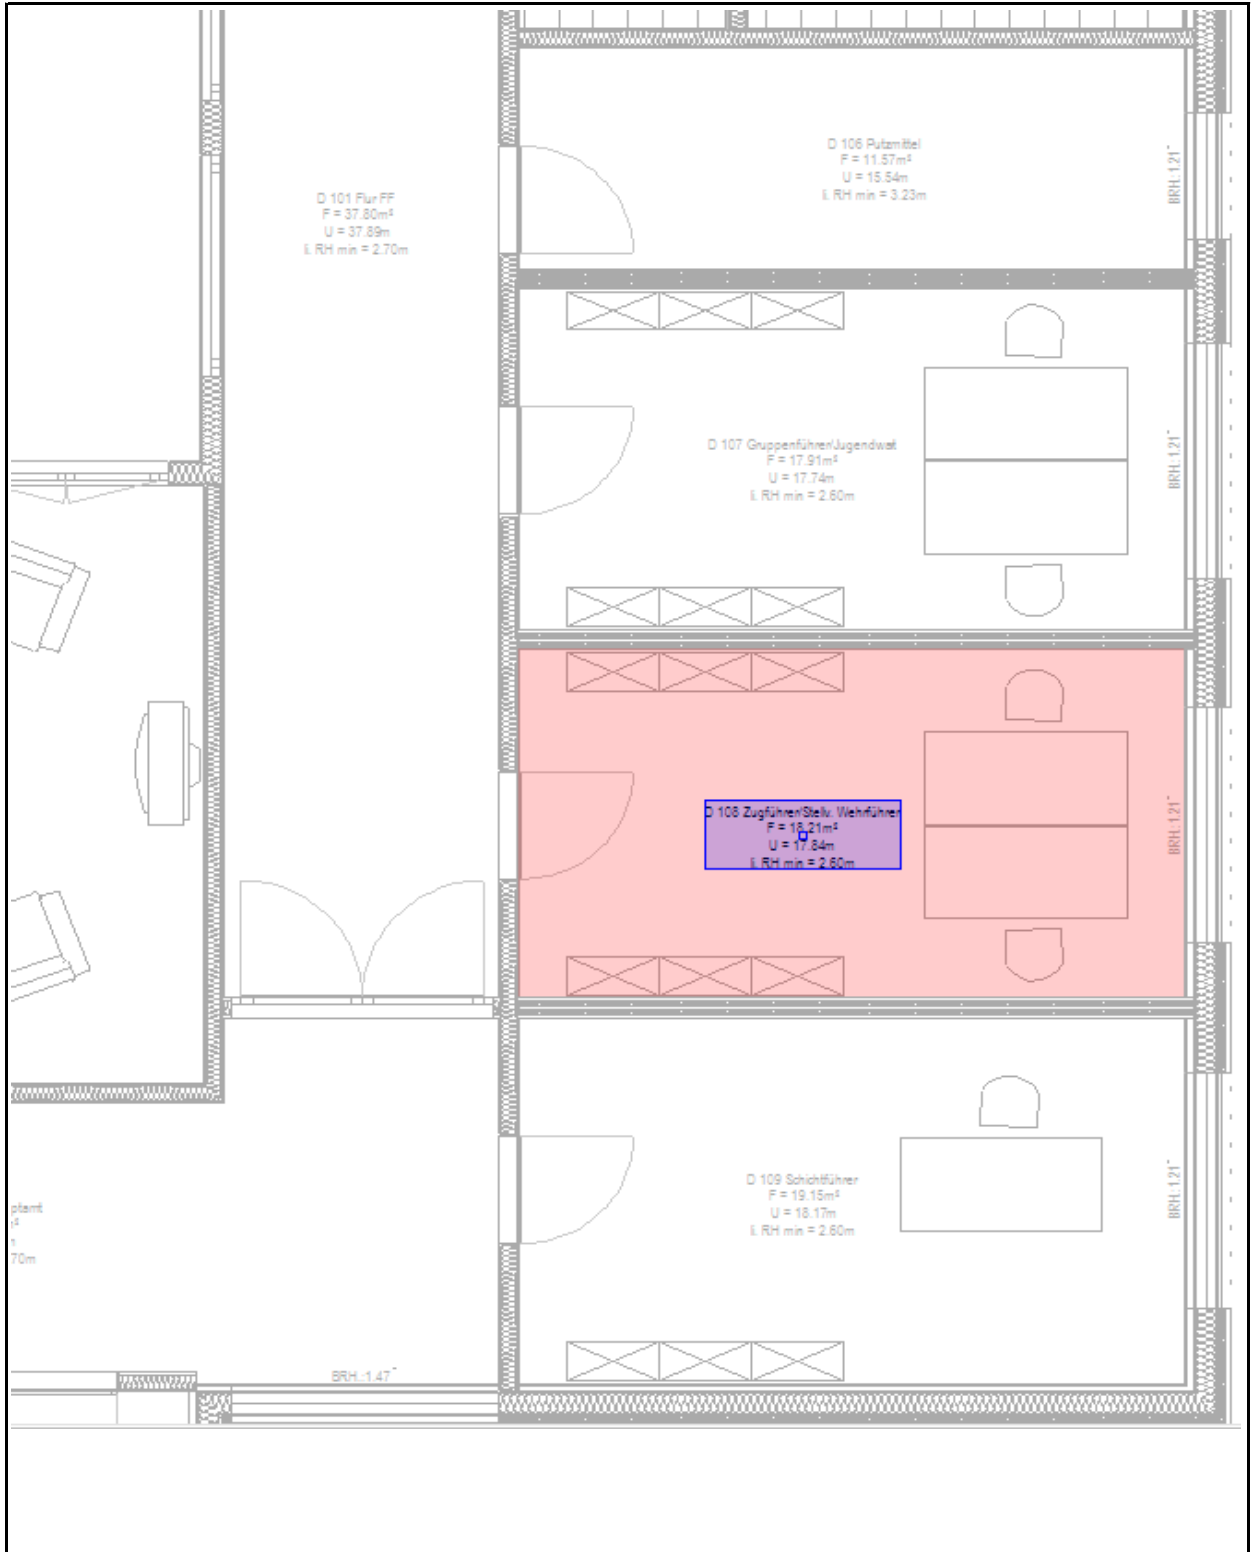 D 106 Putzmittel
F = 11.57m²
U = 15.54m
li. RH min = 3.23m
BRH.: 1.21
D 101 Flur FF
F = 37.80m²
U = 37.89m
li. RH min = 2.70m
D 107 Gruppenführer/Jugendwart
F = 17.91m²
U = 17.74m
li. RH min = 2.60m
BRH.: 1.21
D 108 Zugführer/Stellv. Wehrführer
F = 18.21m²
U = 17.84m
li. RH min = 2.60m
BRH.: 1.21
D 109 Schichtführer
F = 19.15m²
U = 18.17m
li. RH min = 2.60m
BRH.: 1.21
ptamt
70m
BRH.: 1.47